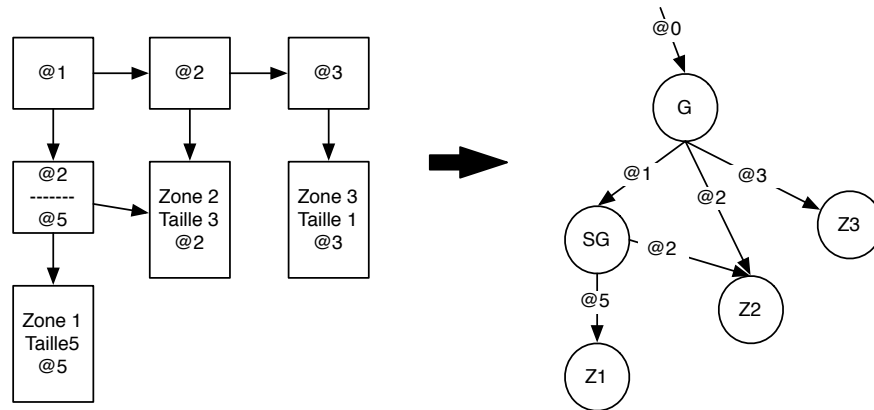 @1
@2
@3
@2
-------
@5
Zone 2
Taille 3
@2
Zone 3
Taille 1
@3
Zone 1
Taille5
@5
@0
G
@1
@2
@3
SG
@2
Z3
@5
Z2
Z1